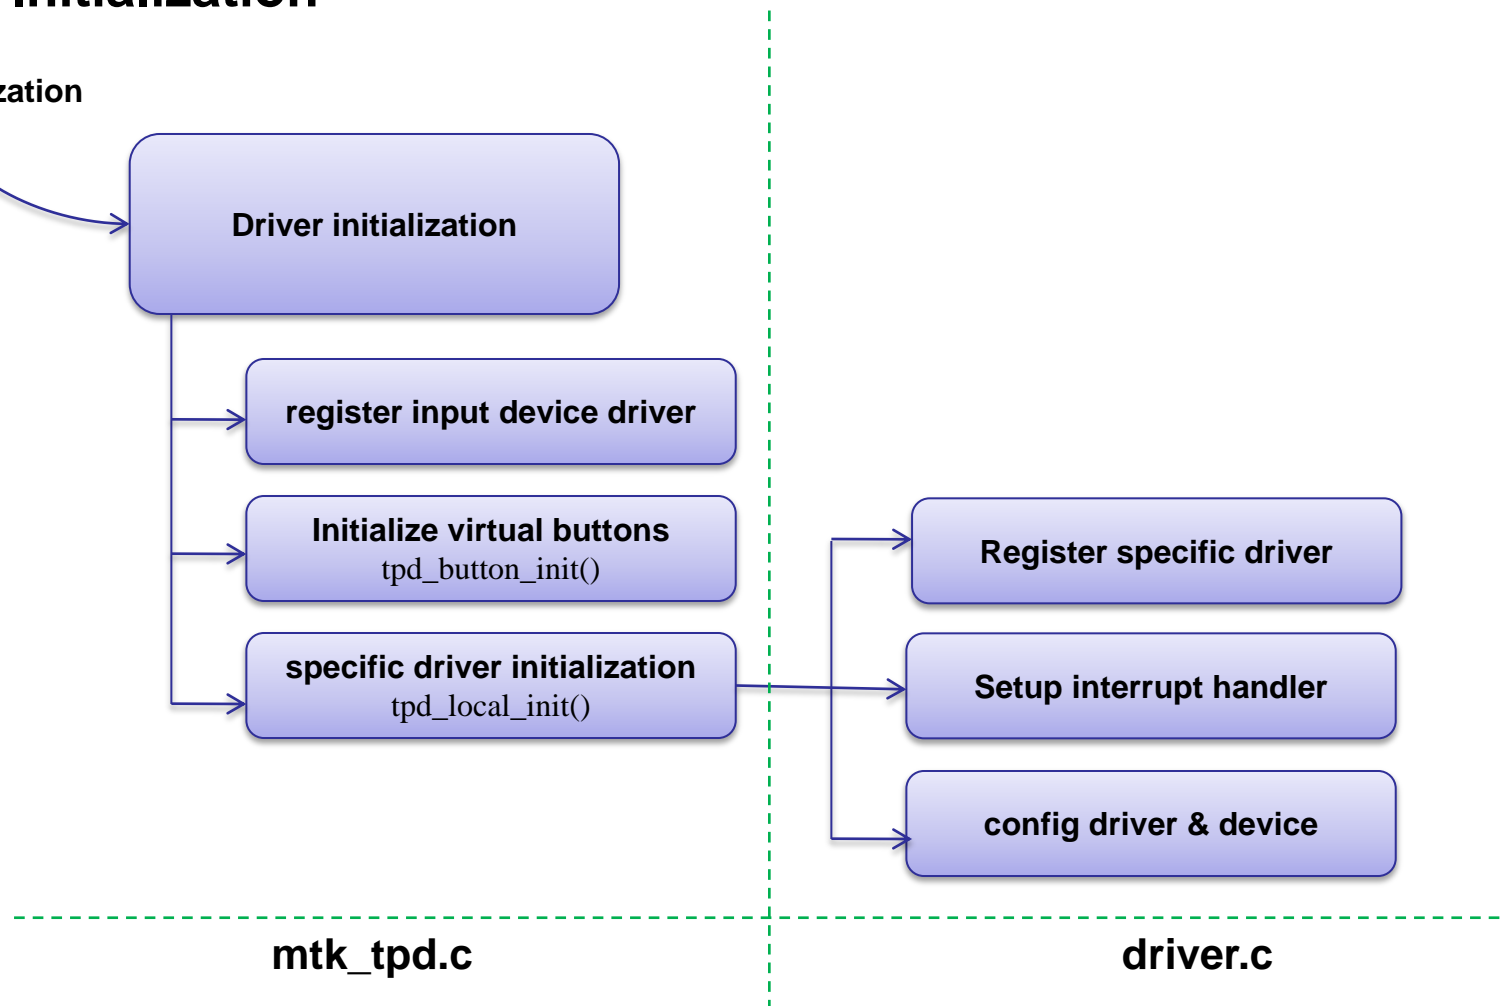 Driver initialization
register input device driver
Initialize virtual buttons
tpd_button_init()
specific driver initialization
tpd_local_init()
Register specific driver
Setup interrupt handler
config driver & device
mtk_tpd.c
driver.c